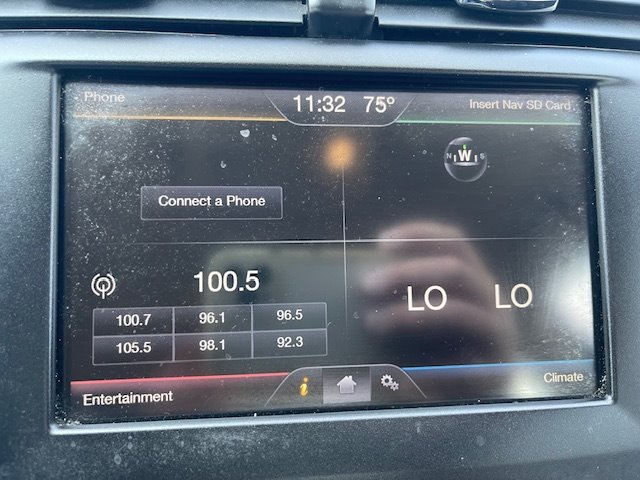 Phone
11:32 75°
Insert Nav SD Card
N W S
Connect a Phone
100.5
100.7 96.1 96.5
105.5 98.1 92.3
LO LO
Entertainment
i
Climate